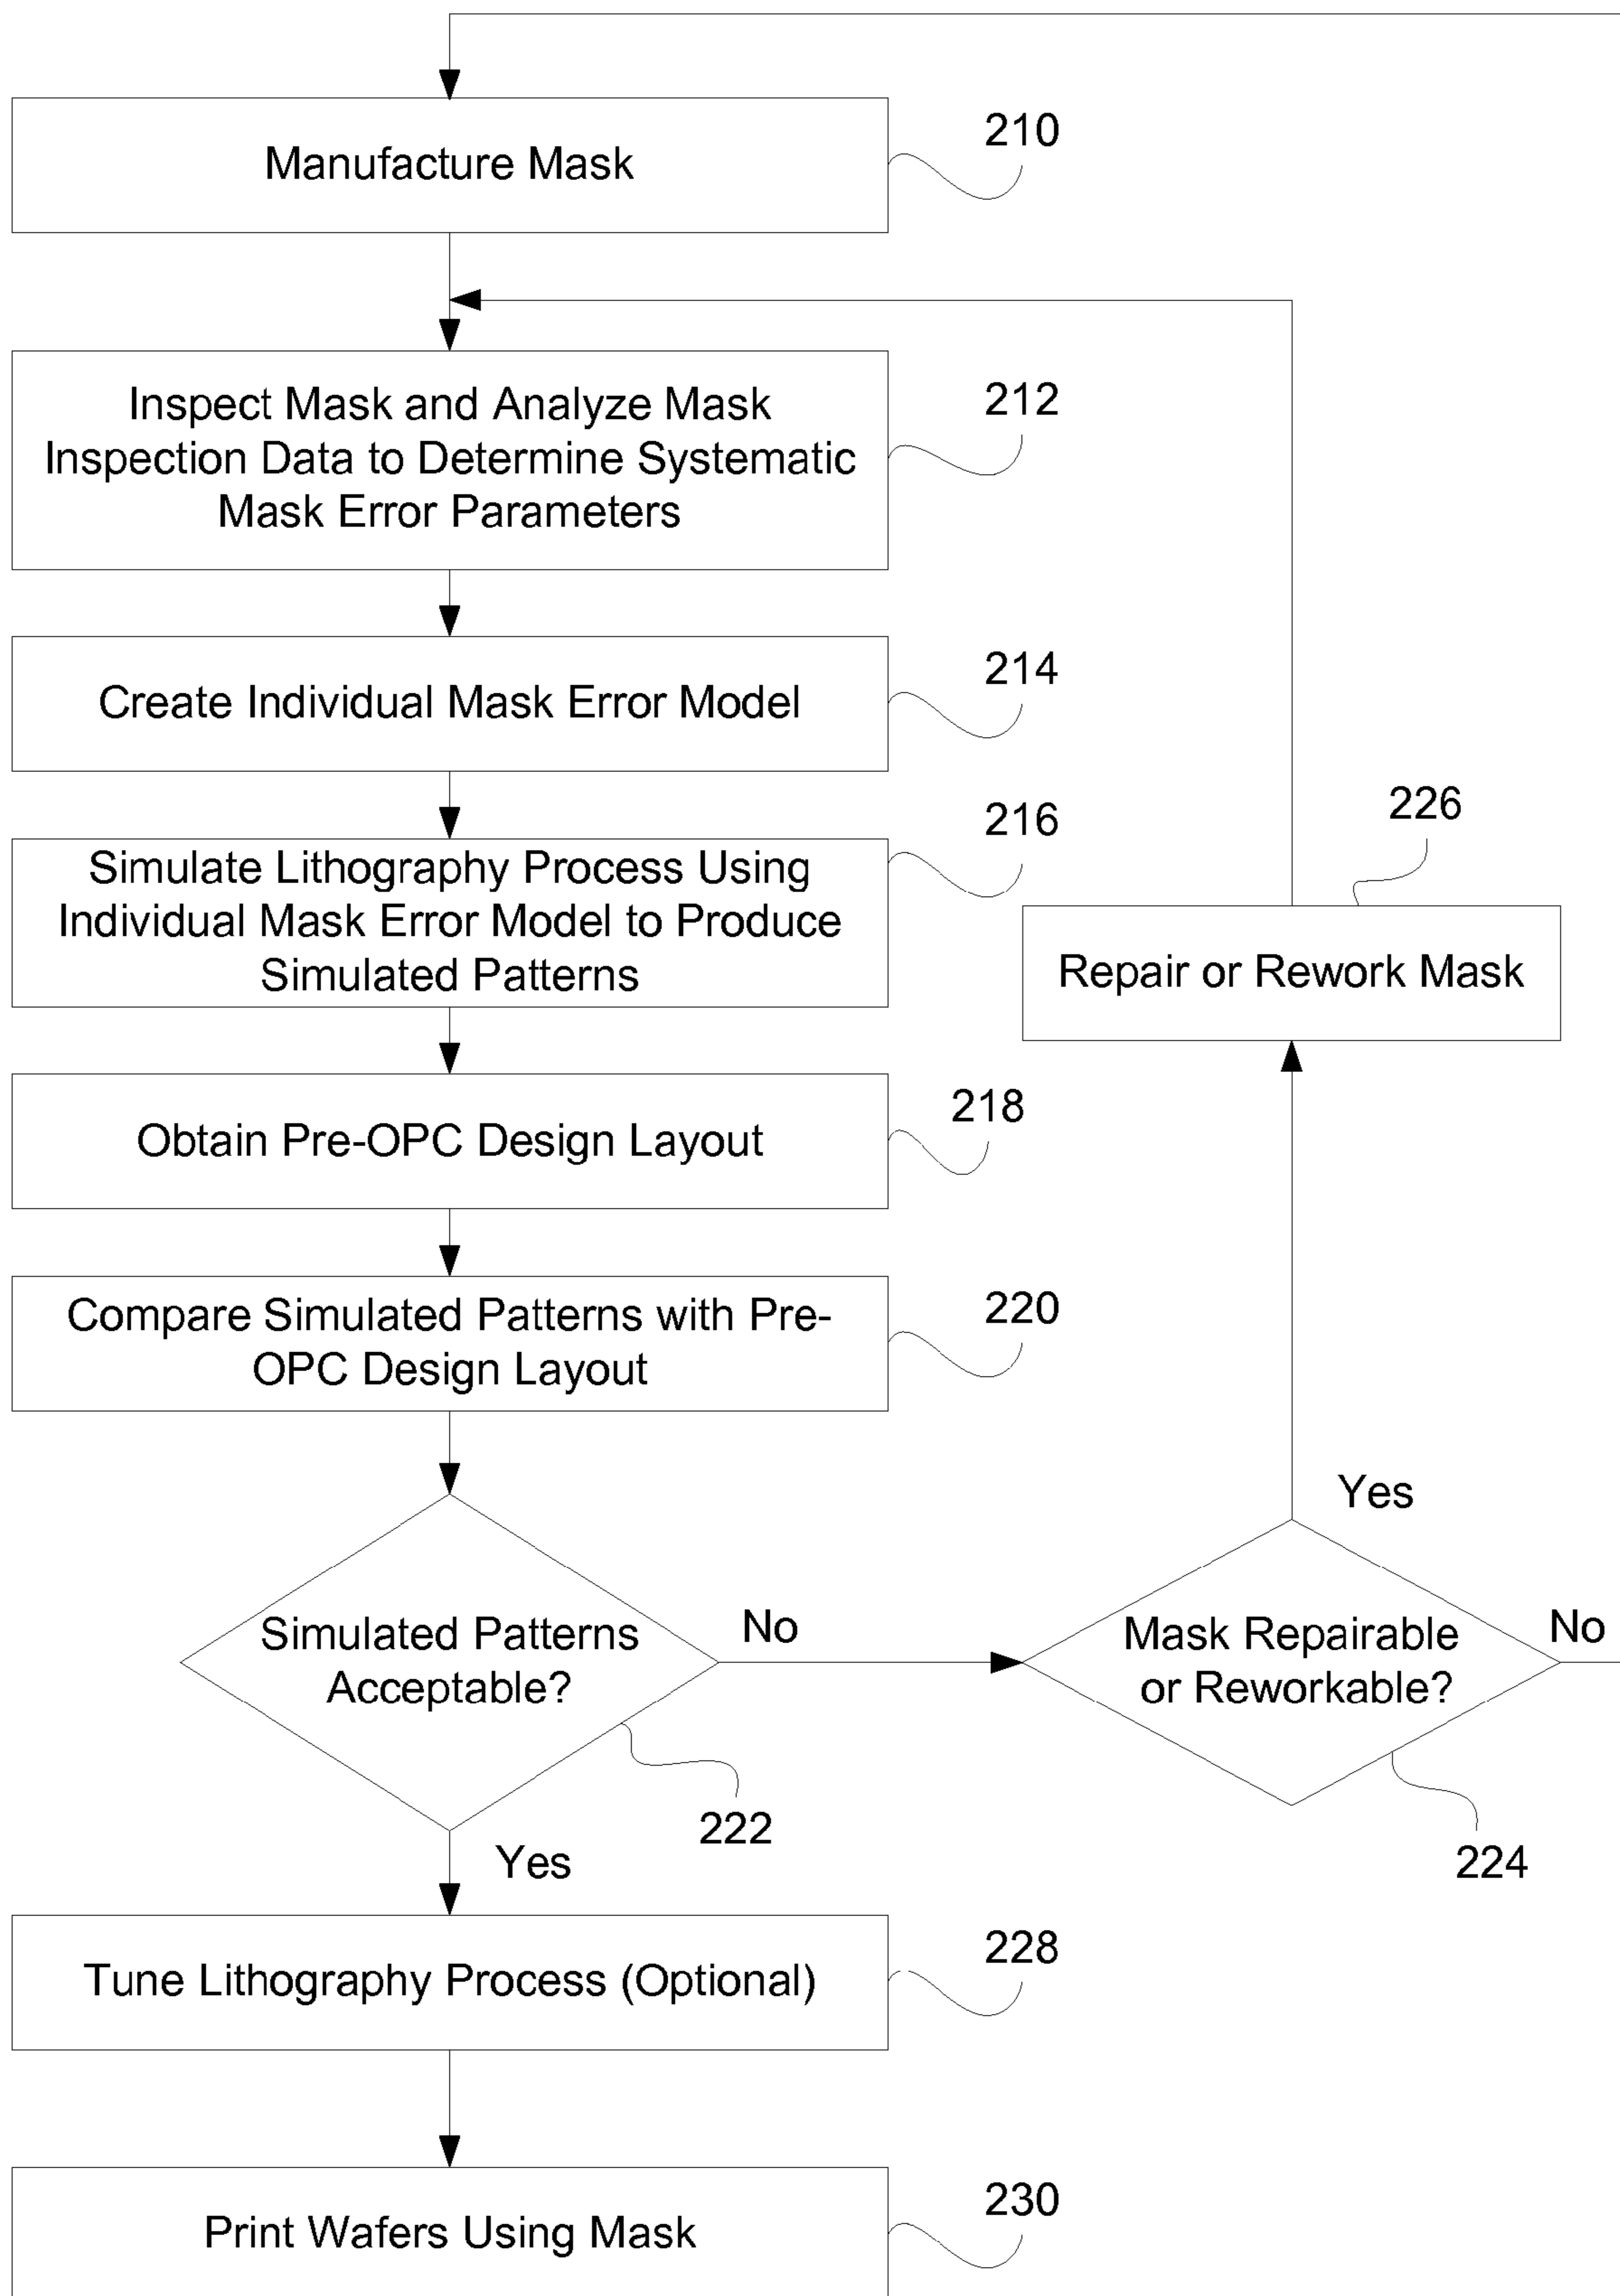 Manufacture Mask
210
Inspect Mask and Analyze Mask
Inspection Data to Determine Systematic
Mask Error Parameters
212
Create Individual Mask Error Model
214
Simulate Lithography Process Using
Individual Mask Error Model to Produce
Simulated Patterns
216
226
Repair or Rework Mask
Obtain Pre-OPC Design Layout
218
Compare Simulated Patterns with Pre-
OPC Design Layout
220
Simulated Patterns
Acceptable?
No
222
Yes
Mask Repairable
or Reworkable?
Yes
No
224
Tune Lithography Process (Optional)
228
Print Wafers Using Mask
230